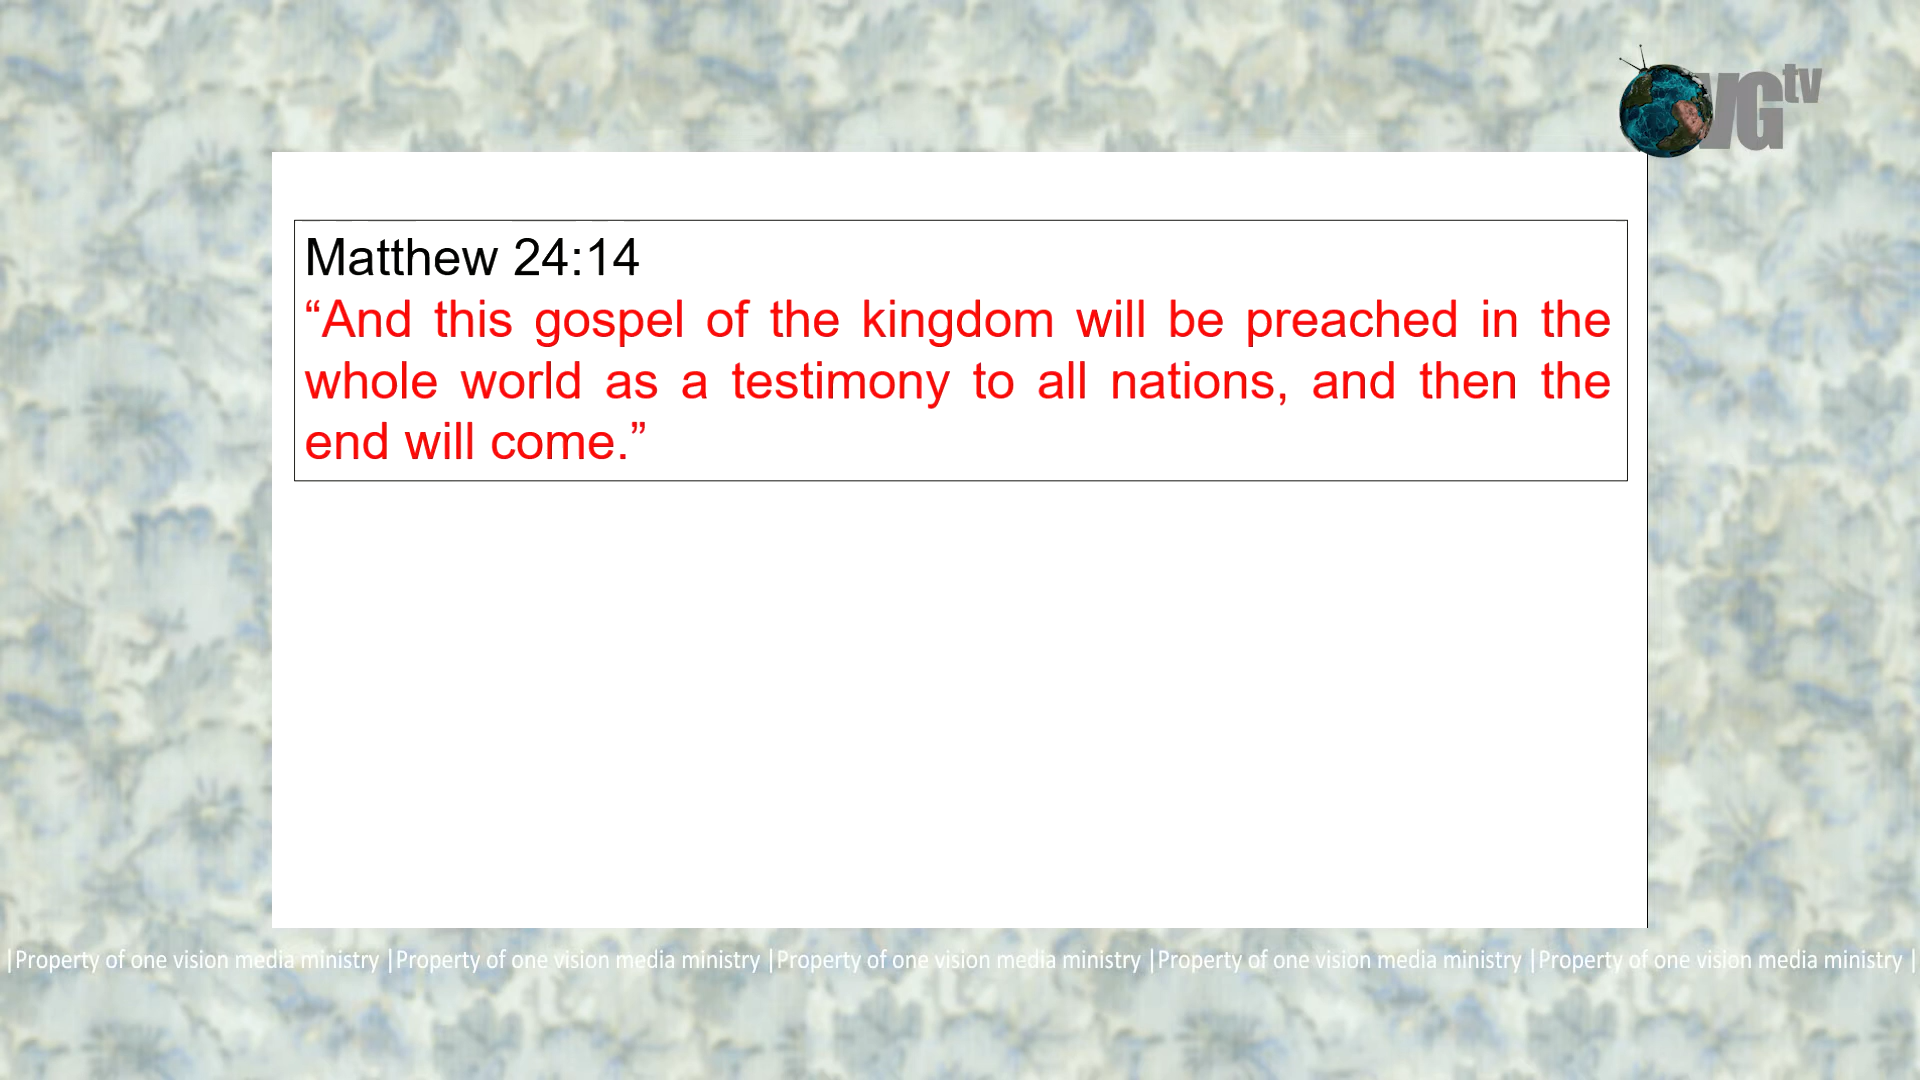 VGtv
Matthew 24:14
“And this gospel of the kingdom will be preached in the
whole world as a testimony to all nations, and then the
end will come.”
|Property of one vision media ministry |Property of one vision media ministry |Property of one vision media ministry |Property of one vision media ministry |Property of one vision media ministry |